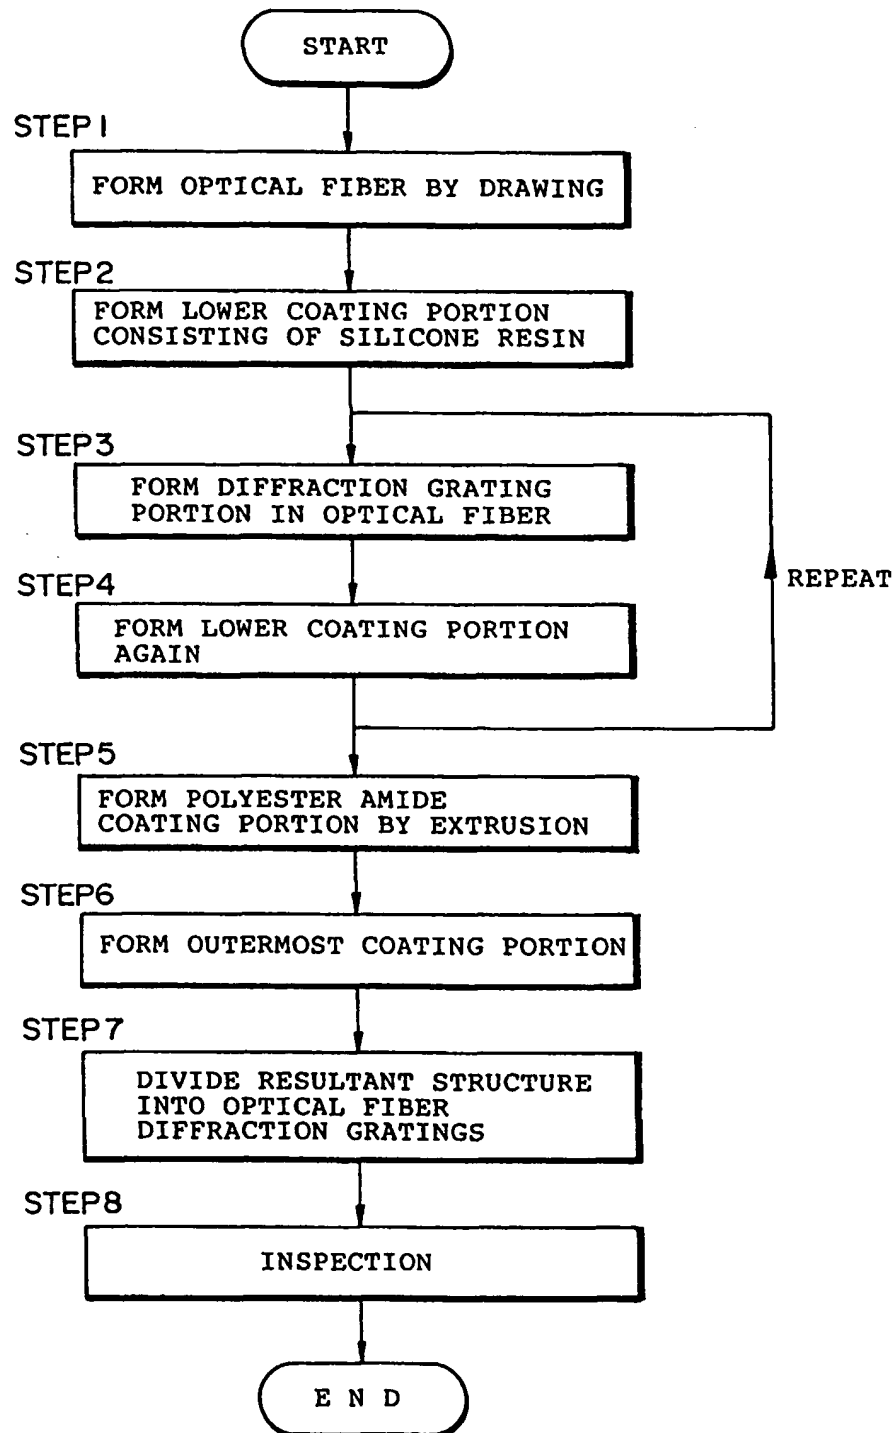 START
STEP1
FORM OPTICAL FIBER BY DRAWING
STEP2
FORM LOWER COATING PORTION
CONSISTING OF SILICONE RESIN
STEP3
FORM DIFFRACTION GRATING
PORTION IN OPTICAL FIBER
STEP4
REPEAT
FORM LOWER COATING PORTION
AGAIN
STEP5
FORM POLYESTER AMIDE
COATING PORTION BY EXTRUSION
STEP6
FORM OUTERMOST COATING PORTION
STEP7
DIVIDE RESULTANT STRUCTURE
INTO OPTICAL FIBER
DIFFRACTION GRATINGS
STEP8
INSPECTION
E N D